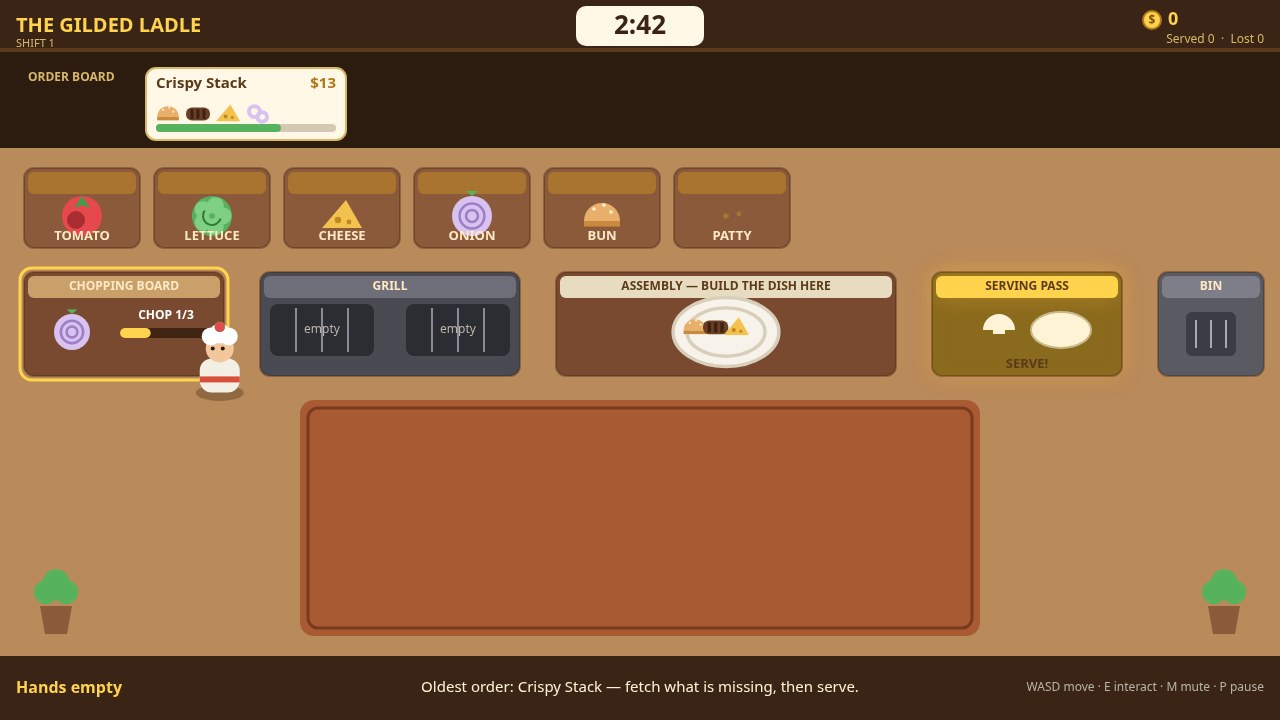 THE GILDED LADLE
SHIFT 1
2:42
$ 0
Served 0 · Lost 0
ORDER BOARD
Crispy Stack $13
TOMATO
LETTUCE
CHEESE
ONION
BUN
PATTY
CHOPPING BOARD
CHOP 1/3
GRILL
empty
empty
ASSEMBLY — BUILD THE DISH HERE
SERVING PASS
SERVE!
BIN
Hands empty
Oldest order: Crispy Stack — fetch what is missing, then serve.
WASD move · E interact · M mute · P pause